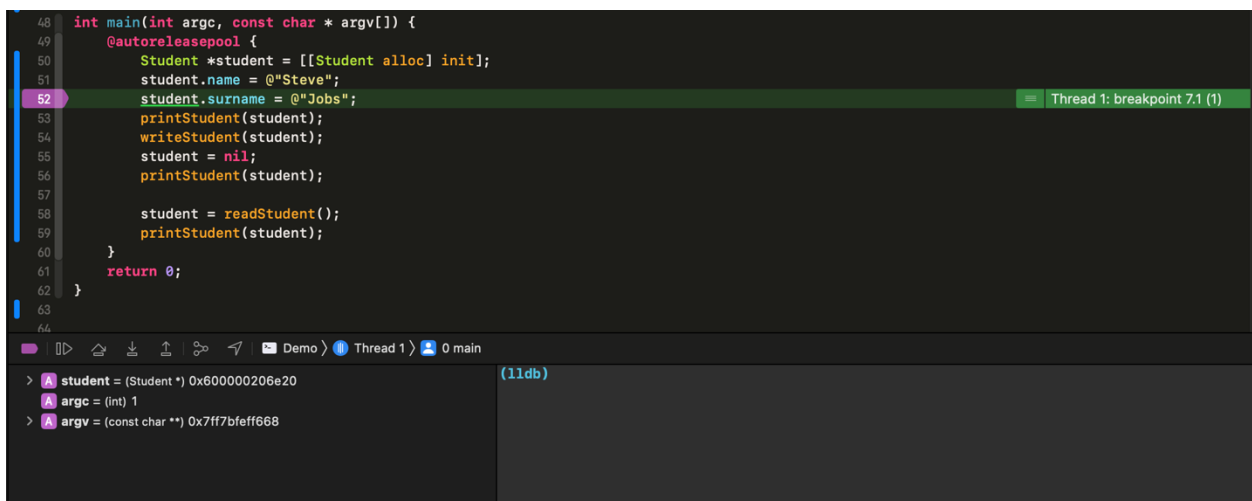 48 int main(int argc, const char * argv[]) {
49 @autoreleasepool {
50 Student *student = [[Student alloc] init];
51 student.name = @"Steve";
52 student.surname = @"Jobs"; Thread 1: breakpoint 7.1 (1)
53 printStudent(student);
54 writeStudent(student);
55 student = nil;
56 printStudent(student);
57
58 student = readStudent();
59 printStudent(student);
60 }
61 return 0;
62 }
63
64
Demo 〉 Thread 1 〉 0 main
> A student = (Student *) 0x600000206e20
A argc = (int) 1
> A argv = (const char **) 0x7ff7bfeff668
(lldb)